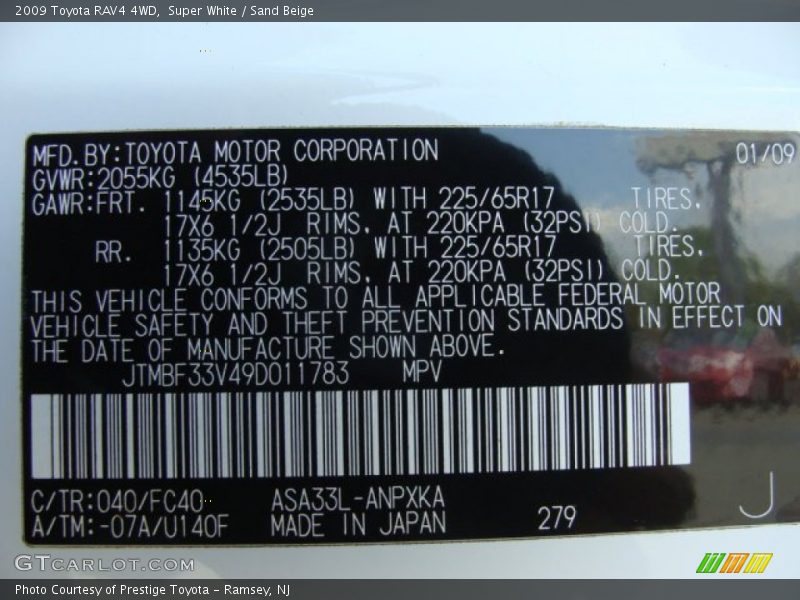 2009 Toyota RAV4 4WD,  Super White / Sand Beige
MFD.BY:TOYOTA MOTOR CORPORATION 01/09
GVWR:2055KG (4535LB)
GAWR:FRT. 1145KG (2535LB) WITH 225/65R17 TIRES,
17X6 1/2J RIMS, AT 220KPA (32PSI) COLD.
RR. 1135KG (2505LB) WITH 225/65R17 TIRES,
17X6 1/2J RIMS, AT 220KPA (32PSI) COLD.
THIS VEHICLE CONFORMS TO ALL APPLICABLE FEDERAL MOTOR
VEHICLE SAFETY AND THEFT PREVENTION STANDARDS IN EFFECT ON
THE DATE OF MANUFACTURE SHOWN ABOVE.
JTMBF33V49D011783 MPV
C/TR:040/FC40 ASA33L-ANPXKA
A/TM:-07A/U140F MADE IN JAPAN 279 J
GTCARLOT.COM
Photo Courtesy of Prestige Toyota - Ramsey, NJ